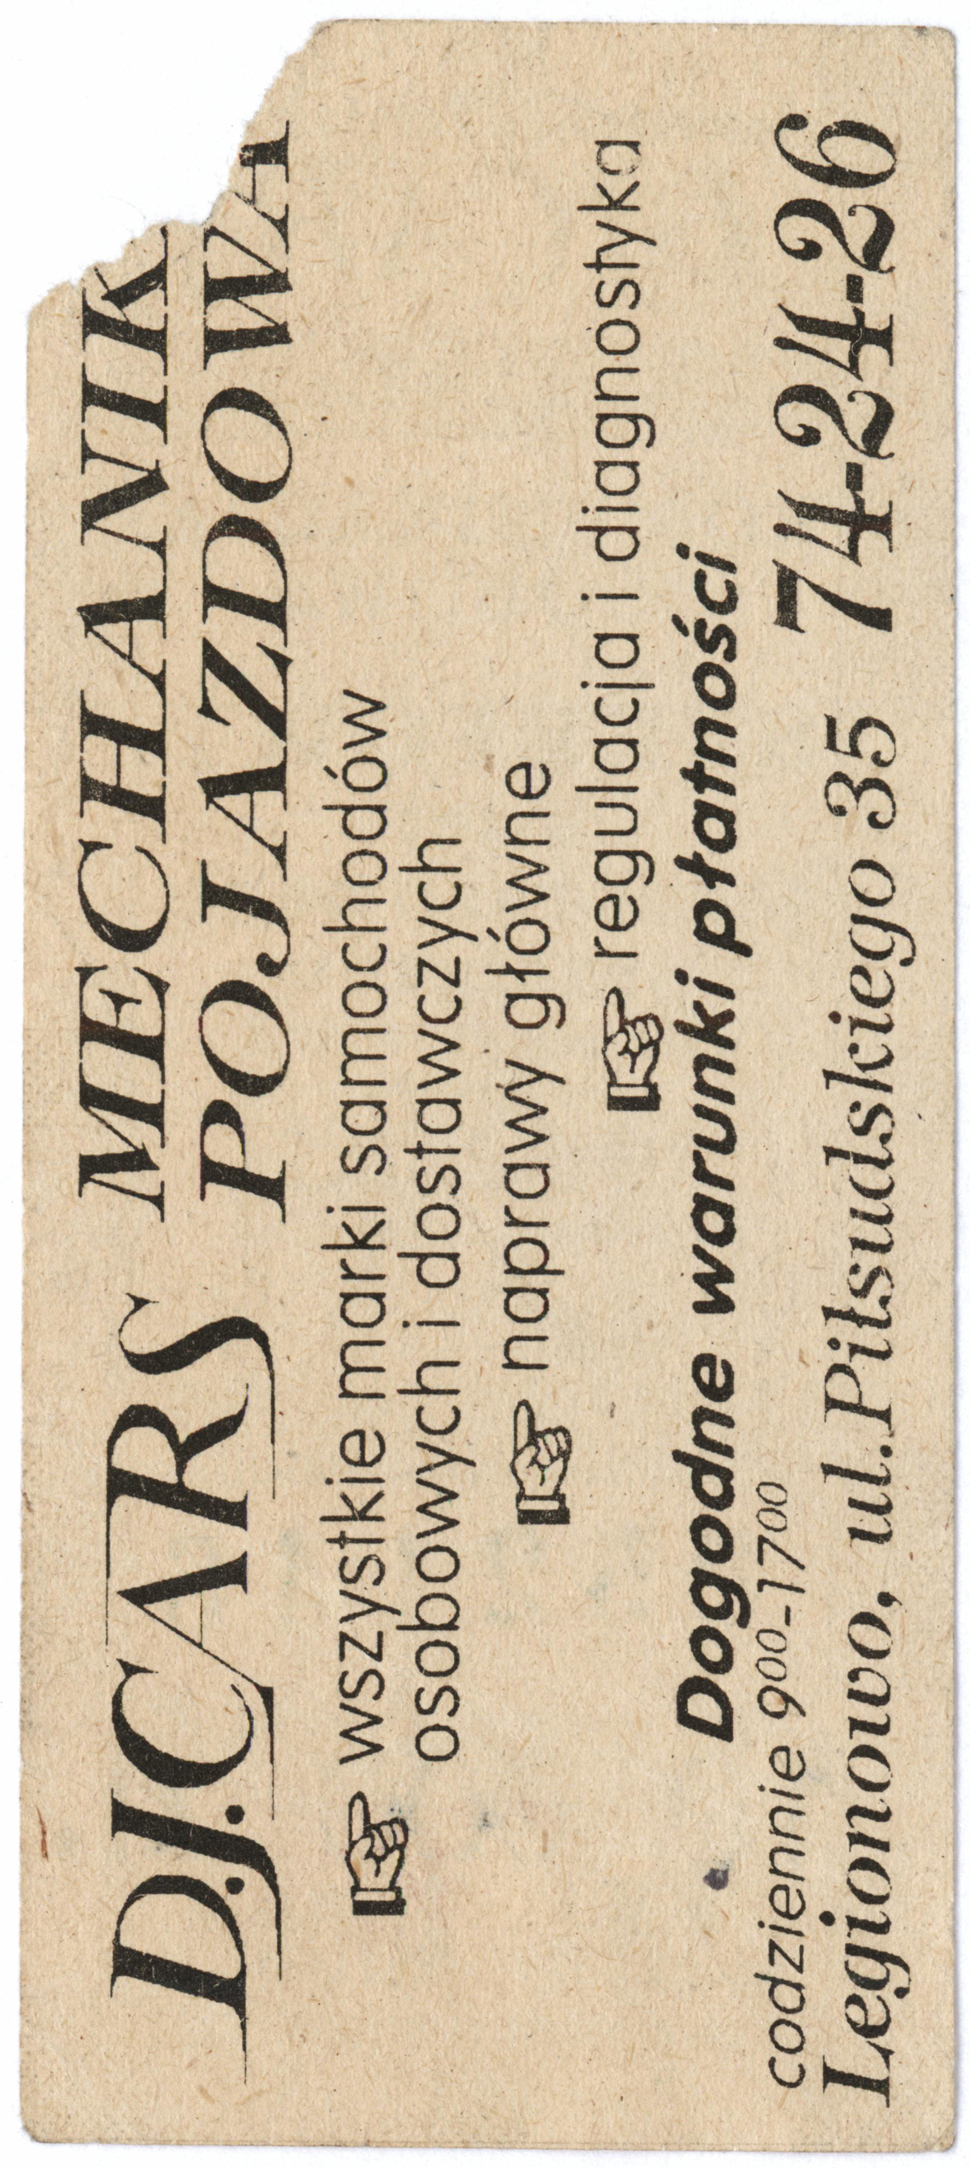 D.J.CARS MECHANIK
POJAZDOWA
wszystkie marki samochodów
osobowych i dostawczych
naprawy główne
regulacja i diagnostyka
Dogodne warunki płatności
codziennie 9⁰⁰-17⁰⁰
Legionowo, ul.Piłsudskiego 35 74-24-26